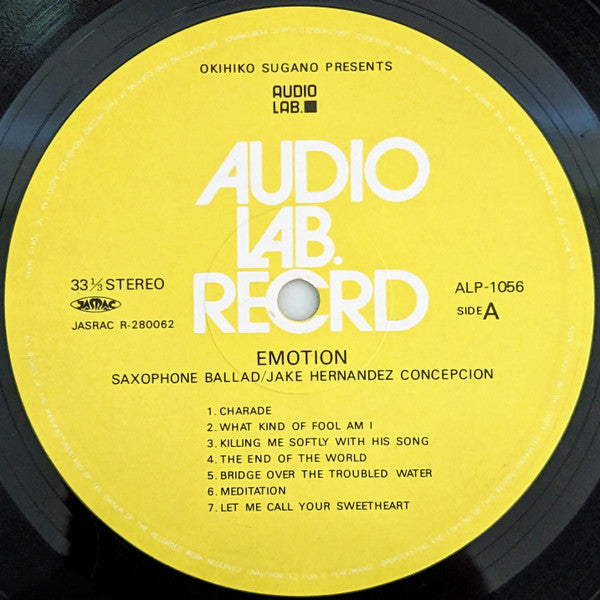 OKIHIKO SUGANO PRESENTS
AUDIO
LAB.
AUDIO
LAB.
RECRD
33⅓ STEREO
JASRAC
JASRAC R-280062
ALP-1056
SIDE A
EMOTION
SAXOPHONE BALLAD/JAKE HERNANDEZ CONCEPCION
1. CHARADE
2. WHAT KIND OF FOOL AM I
3. KILLING ME SOFTLY WITH HIS SONG
4. THE END OF THE WORLD
5. BRIDGE OVER THE TROUBLED WATER
6. MEDITATION
7. LET ME CALL YOUR SWEETHEART